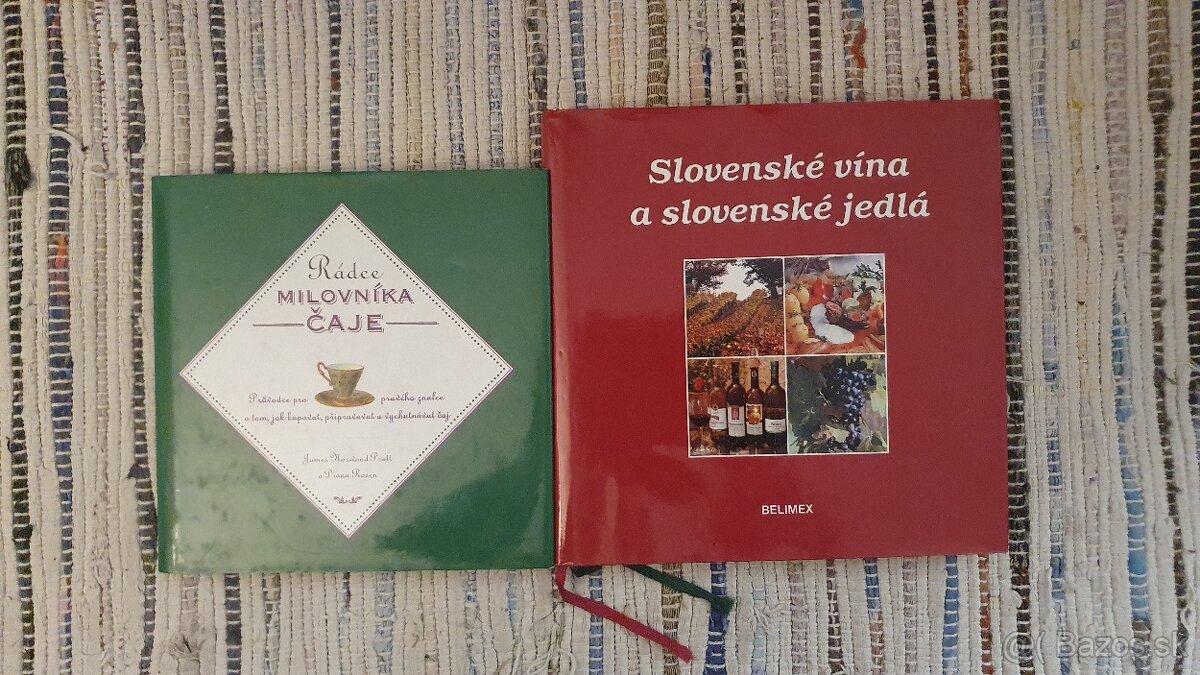 Rádce
MILOVNÍKA
ČAJE
Průvodce pro pravého znalce
o tom, jak kupovat, připravovat a vychutnávat čaj
James Norwood Pratt
a Diana Rosen
Slovenské vína
a slovenské jedlá
BELIMEX
Bazos.sk